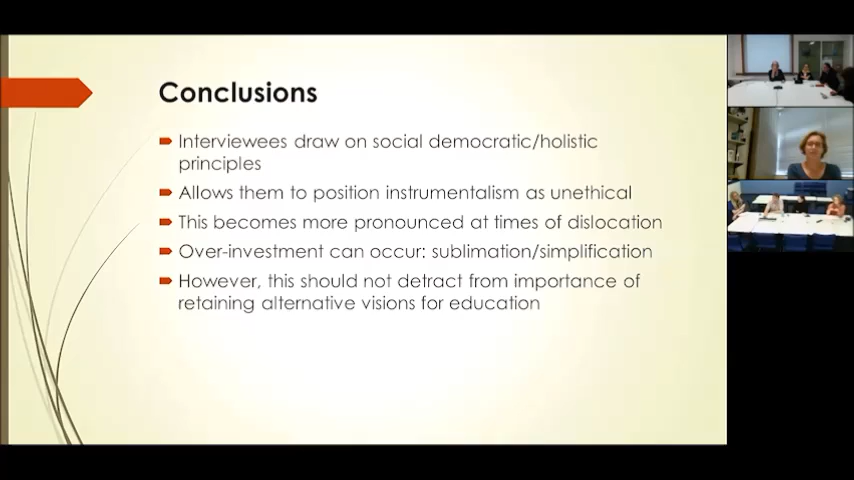 Conclusions
Interviewees draw on social democratic/holistic
principles
Allows them to position instrumentalism as unethical
This becomes more pronounced at times of dislocation
Over-investment can occur: sublimation/simplification
However, this should not detract from importance of
retaining alternative visions for education